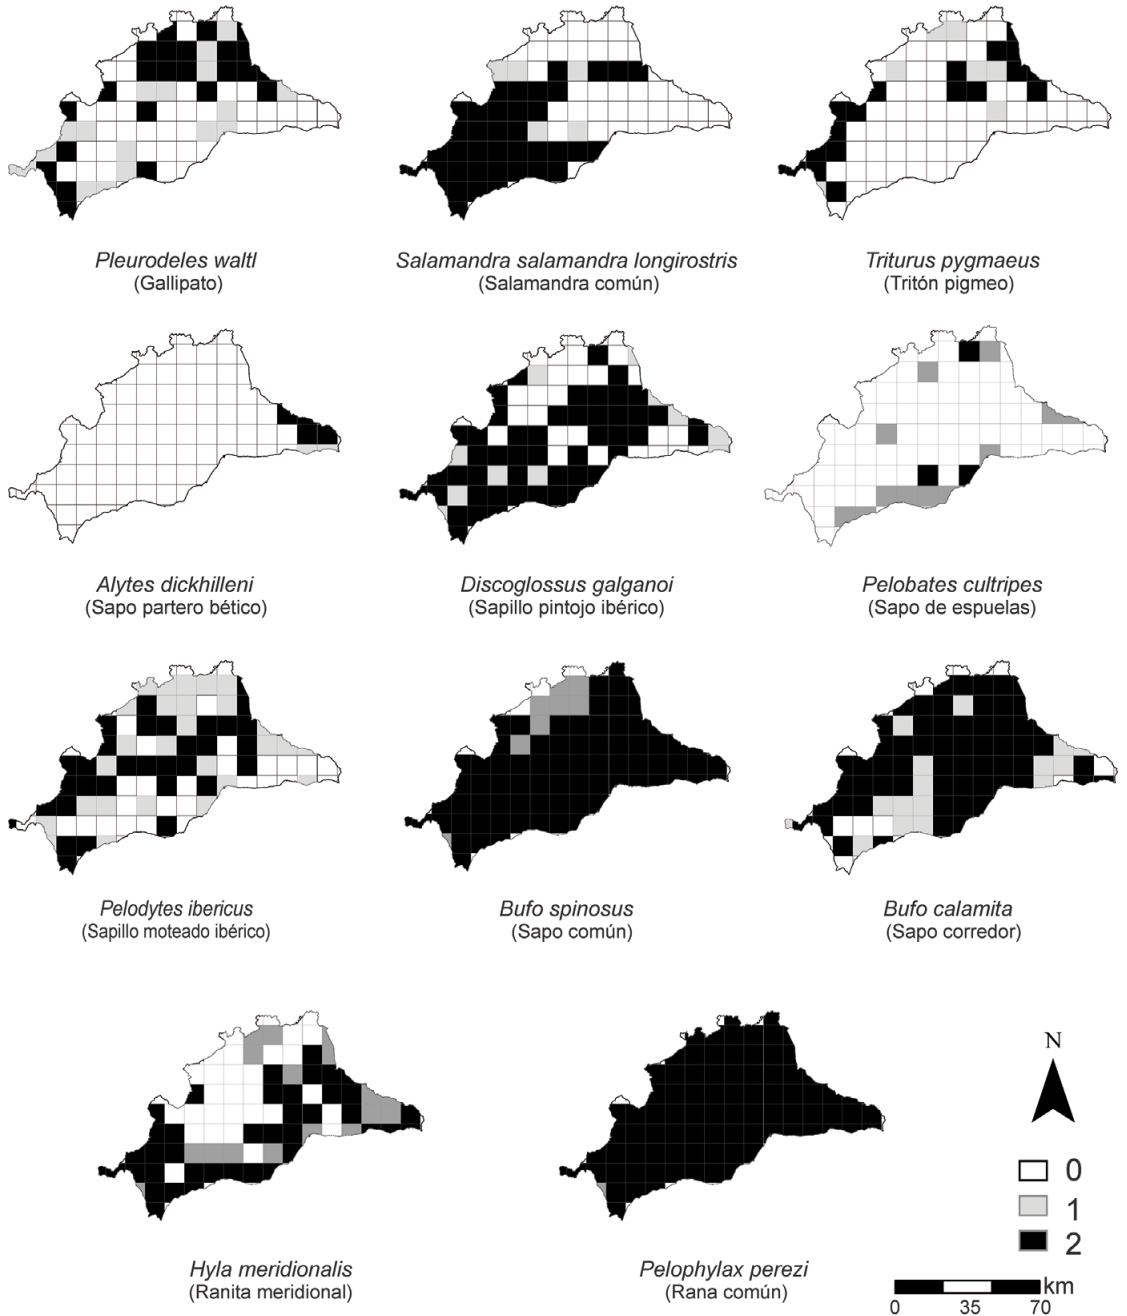 Pleurodeles waltl
(Gallipato)
Salamandra salamandra longirostris
(Salamandra común)
Triturus pygmaeus
(Tritón pigmeo)
Alytes dickhilleni
(Sapo partero bético)
Discoglossus galganoi
(Sapillo pintojo ibérico)
Pelobates cultripes
(Sapo de espuelas)
Pelodytes ibericus
(Sapillo moteado ibérico)
Bufo spinosus
(Sapo común)
Bufo calamita
(Sapo corredor)
Hyla meridionalis
(Ranita meridional)
Pelophylax perezi
(Rana común)
N
0
1
2
km
0 35 70